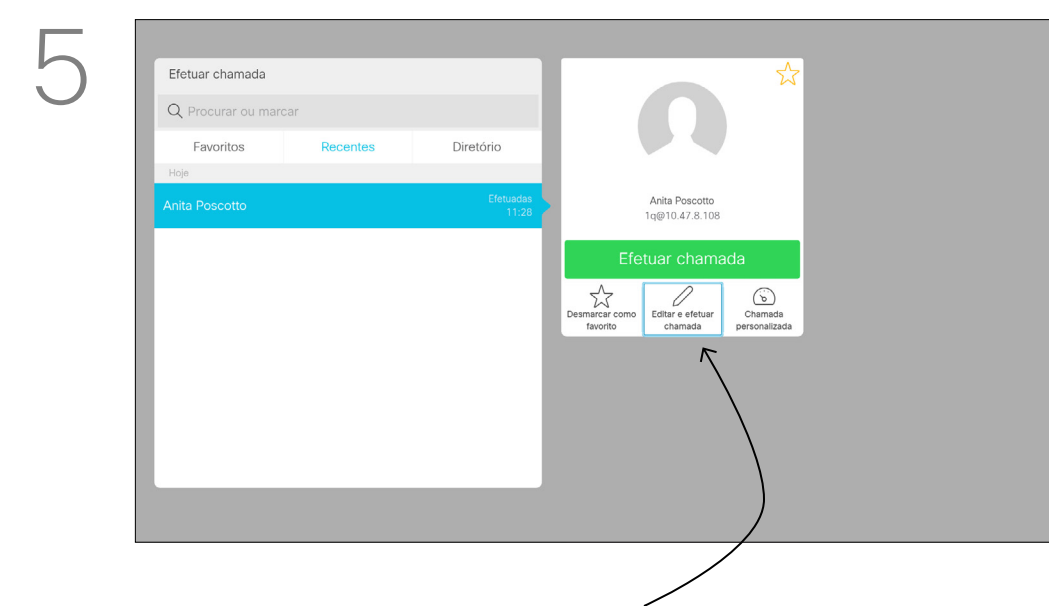 5
Efetuar chamada
Procurar ou marcar
Favoritos Recentes Diretório
Hoje
Anita Poscotto
Efetuadas
11:28
Anita Poscotto
1q@10.47.8.108
Efetuar chamada
Desmarcar como
favorito
Editar e efetuar
chamada
Chamada
personalizada